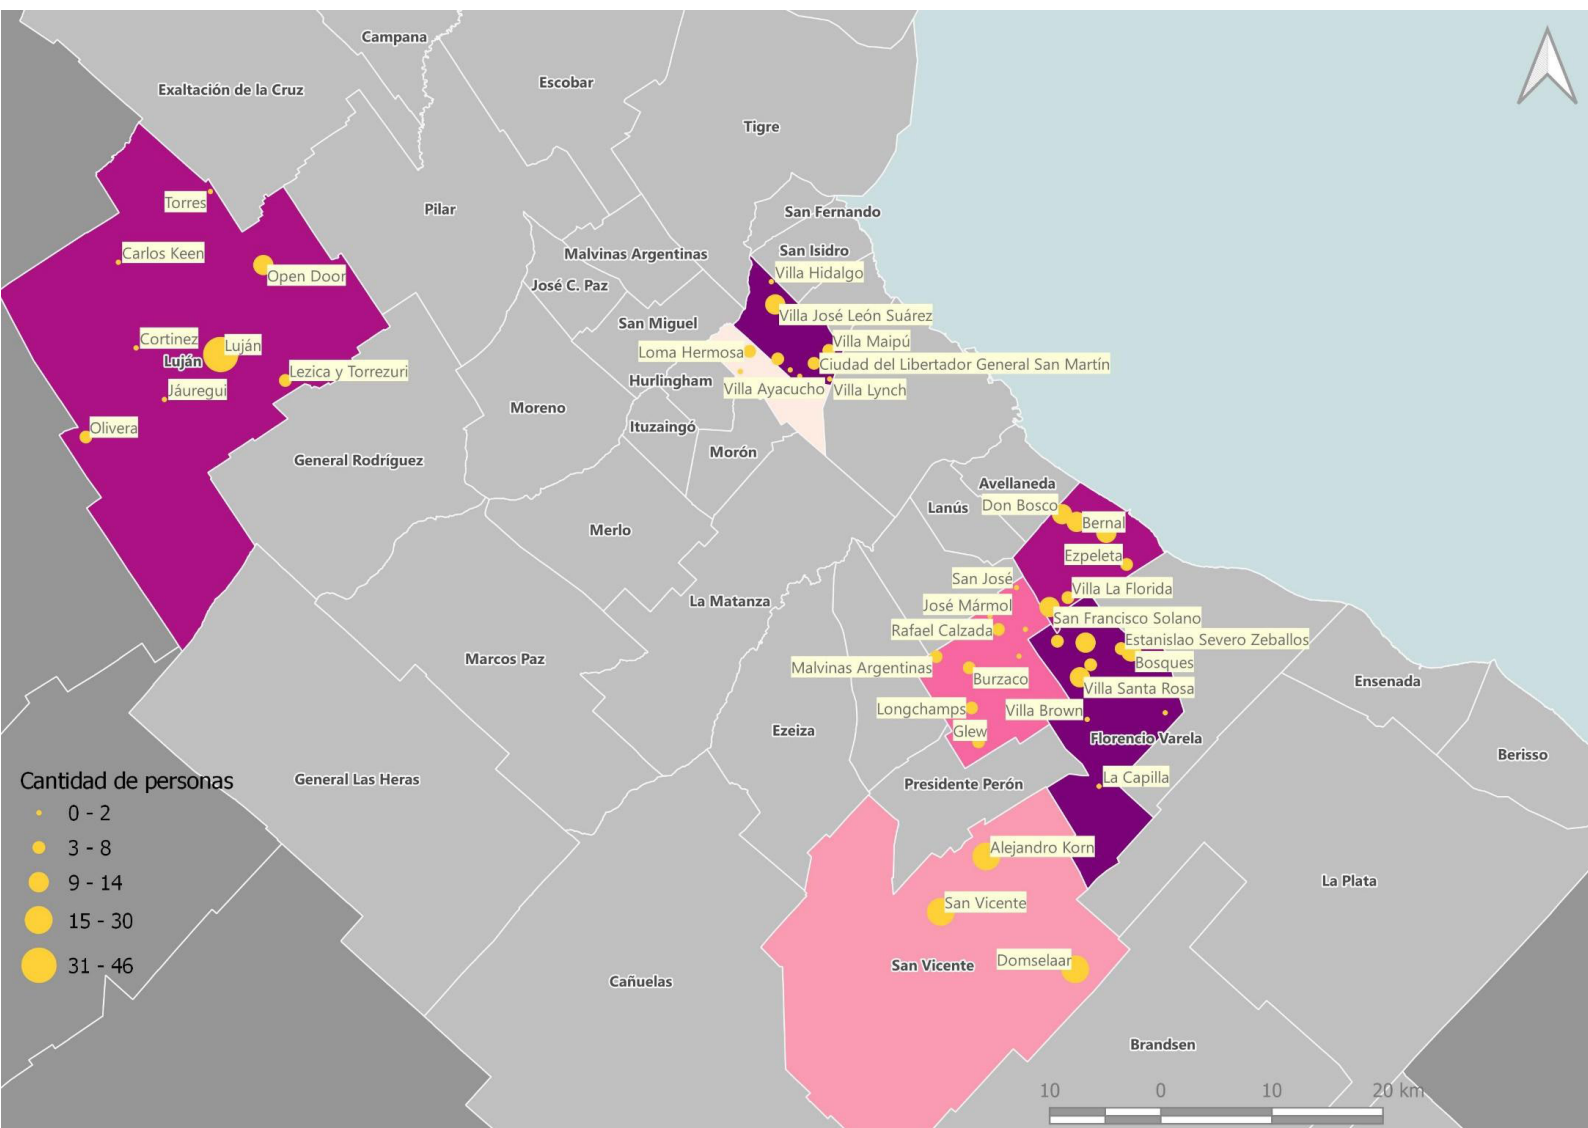 Campana
Exaltación de la Cruz
Escobar
Tigre
Torres
Pilar
San Fernando
Carlos Keen
Malvinas Argentinas
San Isidro
Open Door
José C. Paz
Villa Hidalgo
San Miguel
Villa José León Suárez
Cortinez
Luján
Luján
Loma Hermosa
Villa Maipú
Ciudad del Libertador General San Martín
Lezica y Torrezuri
Hurlingham
Jáuregui
Villa Ayacucho
Villa Lynch
Moreno
Olivera
Ituzaingó
General Rodríguez
Morón
Avellaneda
Don Bosco
Lanús
Bernal
Merlo
Ezpeleta
San José
Villa La Florida
La Matanza
José Mármol
San Francisco Solano
Rafael Calzada
Estanislao Severo Zeballos
Marcos Paz
Malvinas Argentinas
Bosques
Burzaco
Ensenada
Villa Santa Rosa
Longchamps
Villa Brown
Ezeiza
Glew
Florencio Varela
Berisso
General Las Heras
Presidente Perón
La Capilla
Alejandro Korn
La Plata
San Vicente
Domselaar
San Vicente
Cañuelas
Brandsen
Cantidad de personas
0 - 2
3 - 8
9 - 14
15 - 30
31 - 46
10 0 10 20 km